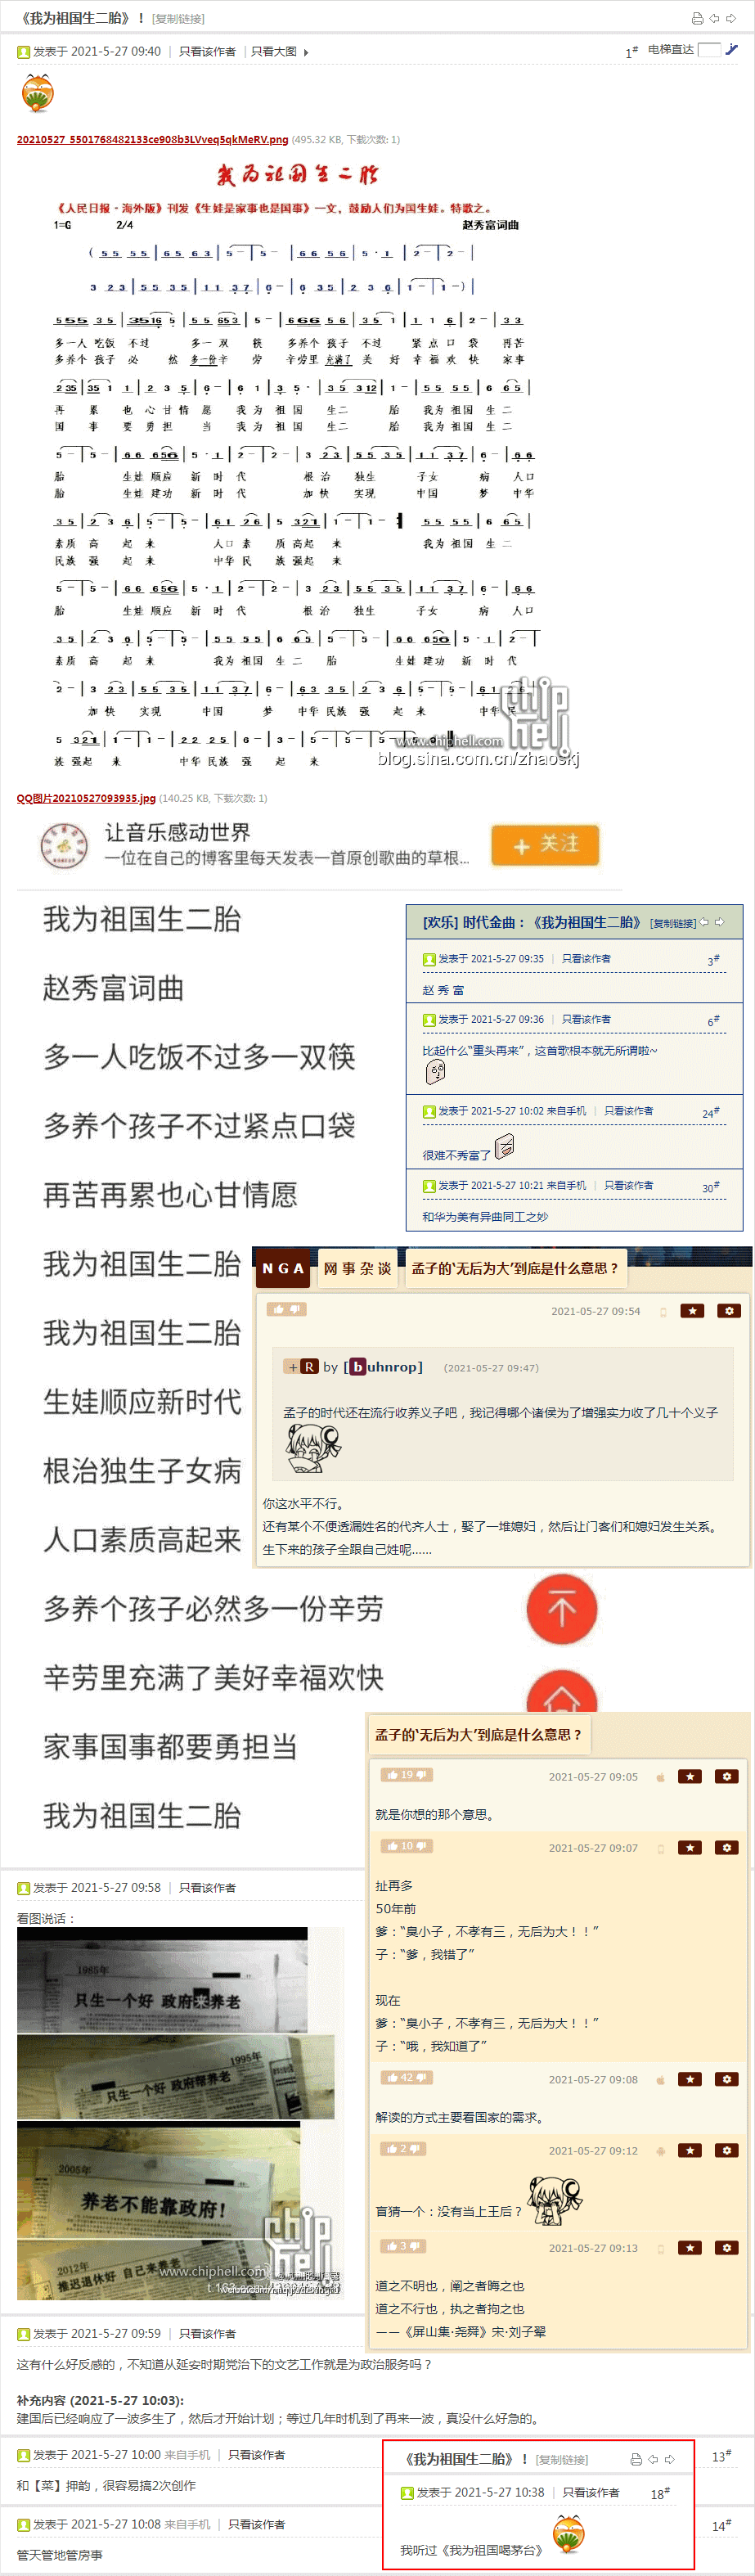 《我为祖国生二胎》！ [复制链接]
发表于 2021-5-27 09:40 | 只看该作者 | 只看大图
1# 电梯直达
20210527_5501768482133ce908b3LVveq5qkMeRV.png (495.32 KB, 下载次数: 1)
我为祖国生二胎
《人民日报·海外版》刊发《生娃是家事也是国事》一文，鼓励人们为国生娃。特歌之。
1=G 2/4 赵秀富词曲
多一人 吃饭 不过 多一 双 筷 多养个 孩子 不过 紧 点 口 袋 再苦
多养个 孩子 必 然 多一份辛 劳 辛劳里 充满了 美 好 幸 福 欢 快 家事
再 累 也 心 甘 情 愿 我 为 祖 国 生二 胎 我为 祖国 生 二
国 事 要 勇 担 当 我 为 祖 国 生二 胎 我为 祖国 生 二
胎 生娃 顺应 新 时 代 根 治 独生 子女 病 人口
胎 生娃 建功 新 时 代 加 快 实现 中国 梦 中华
素质 高 起 来 人口 素 质 高起 来 我为 祖国 生 二
民族 强 起 来 中华 民 族 强起 来
胎 生娃 顺应 新 时 代 根 治 独生 子女 病 人口
素质 高 起 来 我为 祖国 生 二 胎 生娃 建功 新 时 代
加 快 实现 中国 梦 中华 民族 强 起 来 中华 民
族 强起 来 中华 民族 强 起 来
chip hell
www.chiphell.com
blog.sina.com.cn/zhaoskj
QQ图片20210527093935.jpg (140.25 KB, 下载次数: 1)
让音乐感动世界
一位在自己的博客里每天发表一首原创歌曲的草根...
+ 关注
我为祖国生二胎
赵秀富词曲
多一人吃饭不过多一双筷
多养个孩子不过紧点口袋
再苦再累也心甘情愿
我为祖国生二胎
我为祖国生二胎
生娃顺应新时代
根治独生子女病
人口素质高起来
多养个孩子必然多一份辛劳
辛劳里充满了美好幸福欢快
家事国事都要勇担当
我为祖国生二胎
[欢乐] 时代金曲：《我为祖国生二胎》 [复制链接]
发表于 2021-5-27 09:35 | 只看该作者 3#
赵 秀 富
发表于 2021-5-27 09:36 | 只看该作者 6#
比起什么“重头再来”，这首歌根本就无所谓啦~
发表于 2021-5-27 10:02 来自手机 | 只看该作者 24#
很难不秀富了
发表于 2021-5-27 10:21 来自手机 | 只看该作者 30#
和华为美有异曲同工之妙
NGA 网事杂谈 孟子的‘无后为大’到底是什么意思？
2021-05-27 09:54
+ R by [buhnrop] (2021-05-27 09:47)
孟子的时代还在流行收养义子吧，我记得哪个诸侯为了增强实力收了几十个义子
你这水平不行。
还有某个不便透漏姓名的代齐人士，娶了一堆媳妇，然后让门客们和媳妇发生关系。
生下来的孩子全跟自己姓呢……
孟子的‘无后为大’到底是什么意思？
19 2021-05-27 09:05
就是你想的那个意思。
10 2021-05-27 09:07
扯再多
50年前
爹：“臭小子，不孝有三，无后为大！！”
子：“爹，我错了”
现在
爹：“臭小子，不孝有三，无后为大！！”
子：“哦，我知道了”
42 2021-05-27 09:08
解读的方式主要看国家的需求。
2 2021-05-27 09:12
盲猜一个：没有当上王后？
3 2021-05-27 09:13
道之不明也，阐之者晦之也
道之不行也，执之者拘之也
——《屏山集·尧舜》宋·刘子翚
发表于 2021-5-27 09:58 | 只看该作者
看图说话：
1985年
只生一个好 政府来养老
1995年
只生一个好 政府帮养老
2005年
养老不能靠政府！
2012年
推迟退休好 自己来养老
chip hell
www.chiphell.com
发表于 2021-5-27 09:59 | 只看该作者
这有什么好反感的，不知道从延安时期党治下的文艺工作就是为政治服务吗？
补充内容 (2021-5-27 10:03):
建国后已经响应了一波多生了，然后才开始计划；等过几年时机到了再来一波，真没什么好急的。
发表于 2021-5-27 10:00 来自手机 | 只看该作者 13#
和【菜】押韵，很容易搞2次创作
发表于 2021-5-27 10:08 来自手机 | 只看该作者 14#
管天管地管房事
《我为祖国生二胎》！ [复制链接]
发表于 2021-5-27 10:38 | 只看该作者 18#
我听过《我为祖国喝茅台》